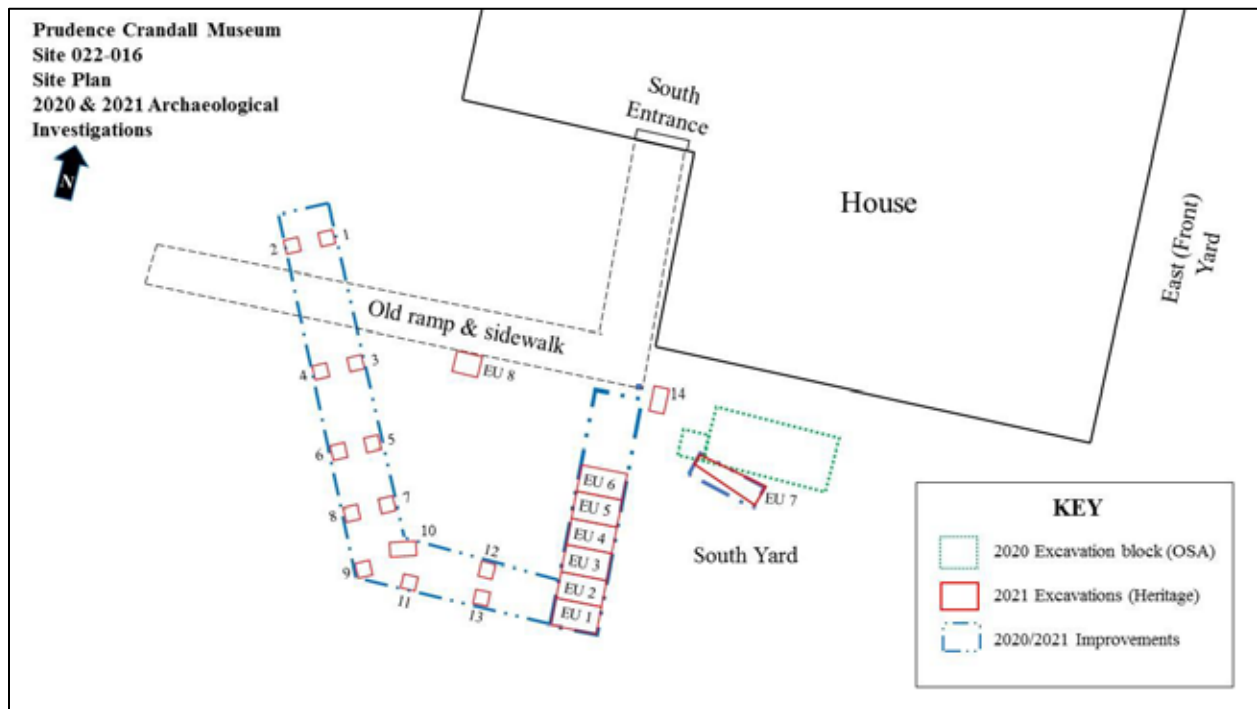 Prudence Crandall Museum
Site 022-016
Site Plan
2020 & 2021 Archaeological
Investigations
N
South
Entrance
House
East (Front)
Yard
1
2
Old ramp & sidewalk
3
4
EU 8
14
5
6
EU 6
EU 7
7
8
EU 5
10
EU 4
12
South Yard
EU 3
9
EU 2
11
13
EU 1
KEY
2020 Excavation block (OSA)
2021 Excavations (Heritage)
2020/2021 Improvements